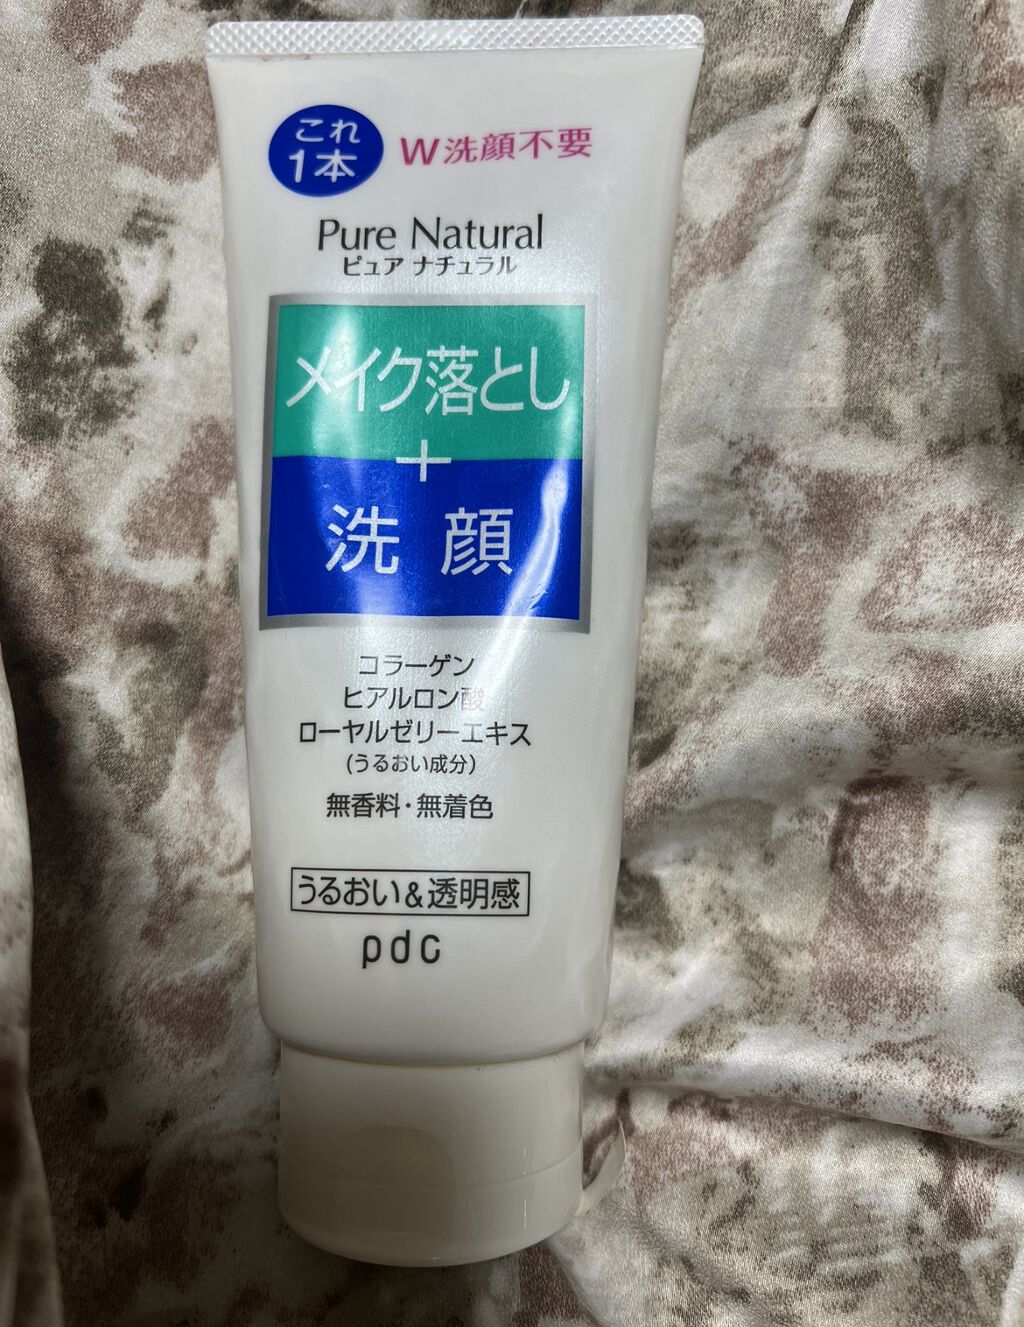 これ
1本
W洗顔不要
Pure Natural
ピュア ナチュラル
メイク落とし
+
洗顔
コラーゲン
ヒアルロン酸
ローヤルゼリーエキス
(うるおい成分)
無香料・無着色
うるおい&透明感
pdc